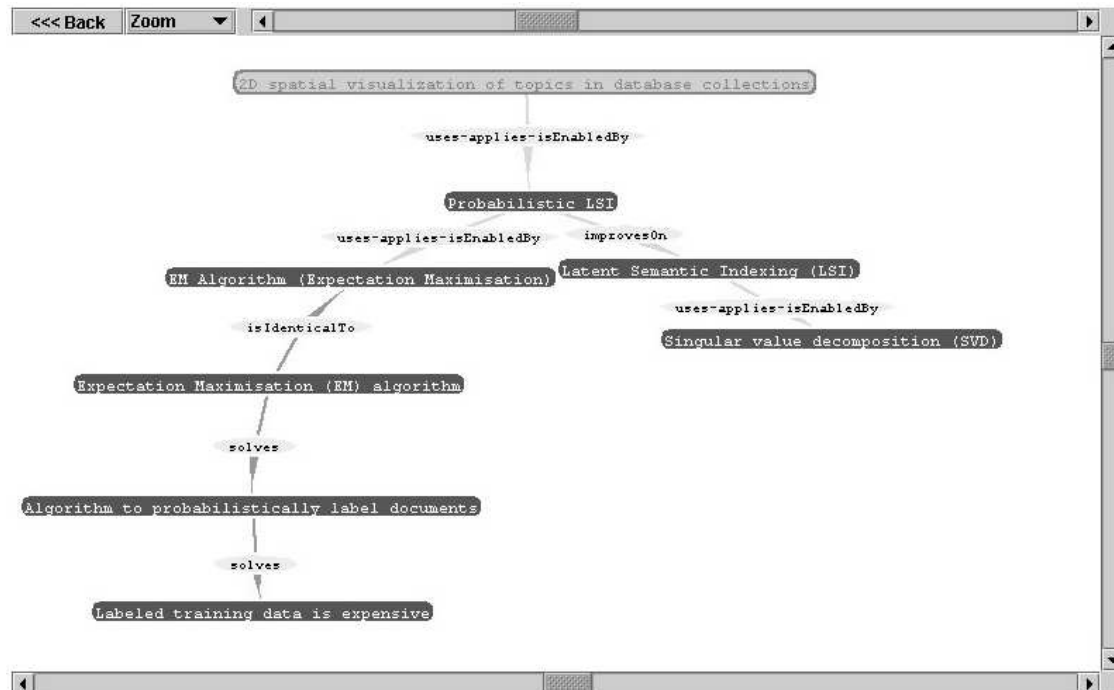 <<< Back Zoom
2D spatial visualization of topics in database collections
uses-applies-isEnabledBy
Probabilistic LSI
uses-applies-isEnabledBy improvesOn
EM Algorithm (Expectation Maximisation) Latent Semantic Indexing (LSI)
isIdenticalTo uses-applies-isEnabledBy
Singular value decomposition (SVD)
Expectation Maximisation (EM) algorithm
solves
Algorithm to probabilistically label documents
solves
Labeled training data is expensive